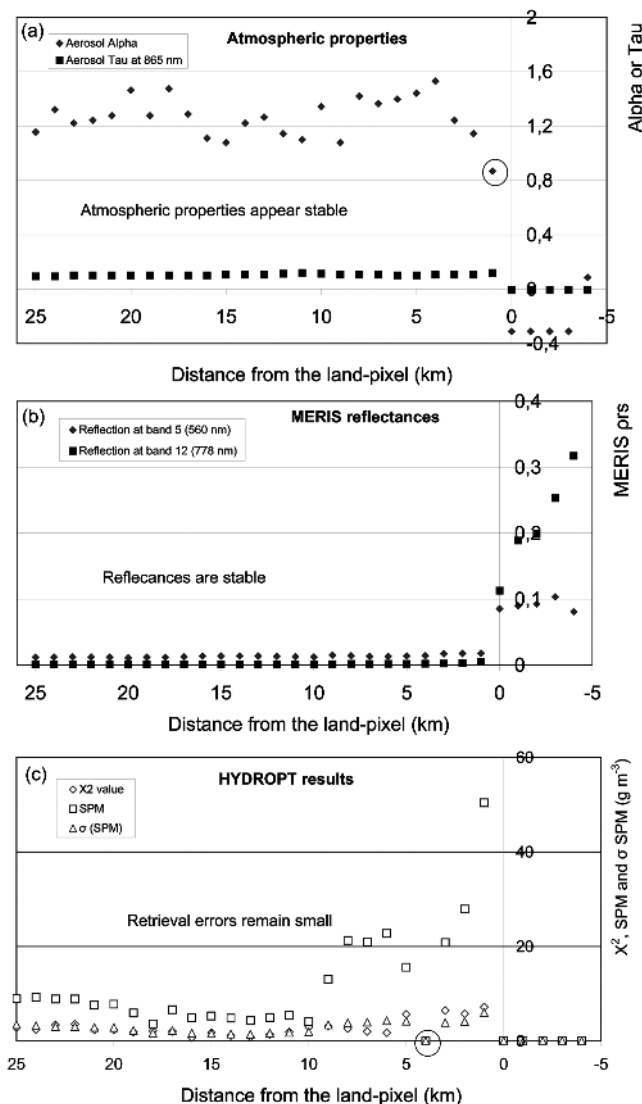 (a)
Atmospheric properties
Aerosol Alpha
Aerosol Tau at 865 nm
Atmospheric properties appear stable
2
1,6
1,2
0,8
0,4
0
-0,4
Alpha or Tau
25 20 15 10 5 0 -5
Distance from the land-pixel (km)
(b)
MERIS reflectances
Reflection at band 5 (560 nm)
Reflection at band 12 (778 nm)
Reflecances are stable
0,4
0,3
0,2
0,1
0
MERIS ρrs
25 20 15 10 5 0 -5
Distance from the land-pixel (km)
(c)
HYDROPT results
X2 value
SPM
σ (SPM)
Retrieval errors remain small
60
40
20
0
X², SPM and σ SPM (g m⁻³)
25 20 15 10 5 0 -5
Distance from the land-pixel (km)